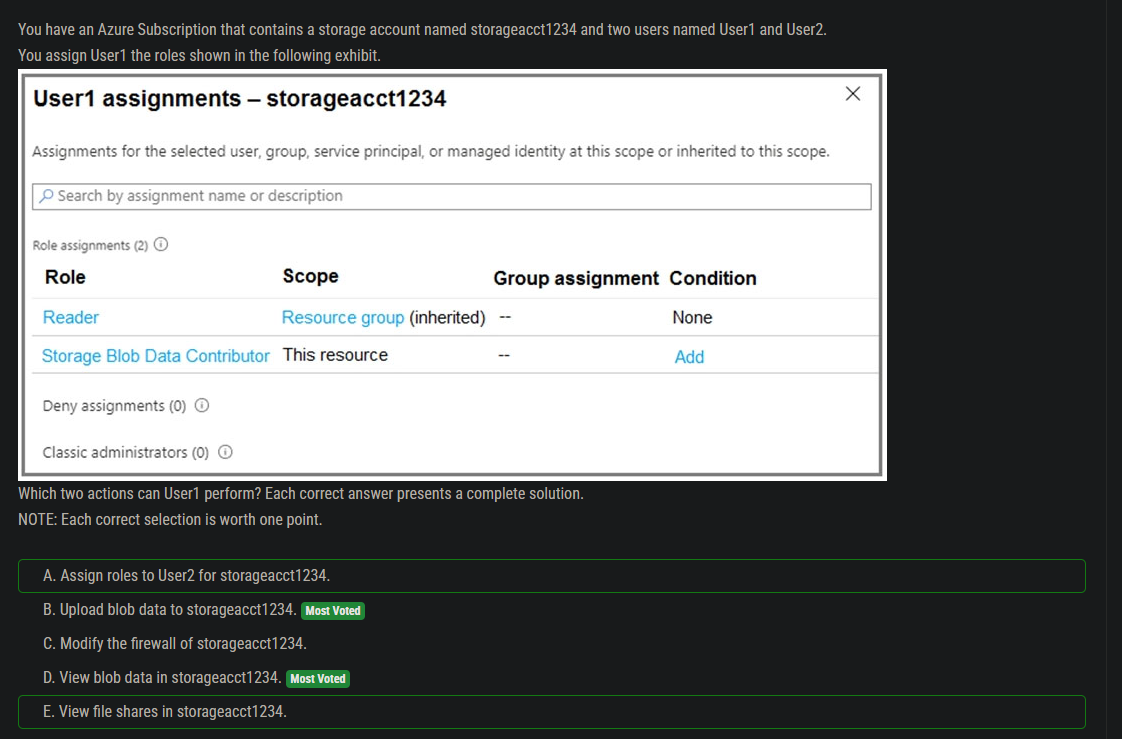 You have an Azure Subscription that contains a storage account named storageacct1234 and two users named User1 and User2.
You assign User1 the roles shown in the following exhibit.
User1 assignments – storageacct1234
Assignments for the selected user, group, service principal, or managed identity at this scope or inherited to this scope.
Search by assignment name or description
Role assignments (2)
Role Scope Group assignment Condition
Reader Resource group (inherited) -- None
Storage Blob Data Contributor This resource -- Add
Deny assignments (0)
Classic administrators (0)
Which two actions can User1 perform? Each correct answer presents a complete solution.
NOTE: Each correct selection is worth one point.
A. Assign roles to User2 for storageacct1234.
B. Upload blob data to storageacct1234. Most Voted
C. Modify the firewall of storageacct1234.
D. View blob data in storageacct1234. Most Voted
E. View file shares in storageacct1234.